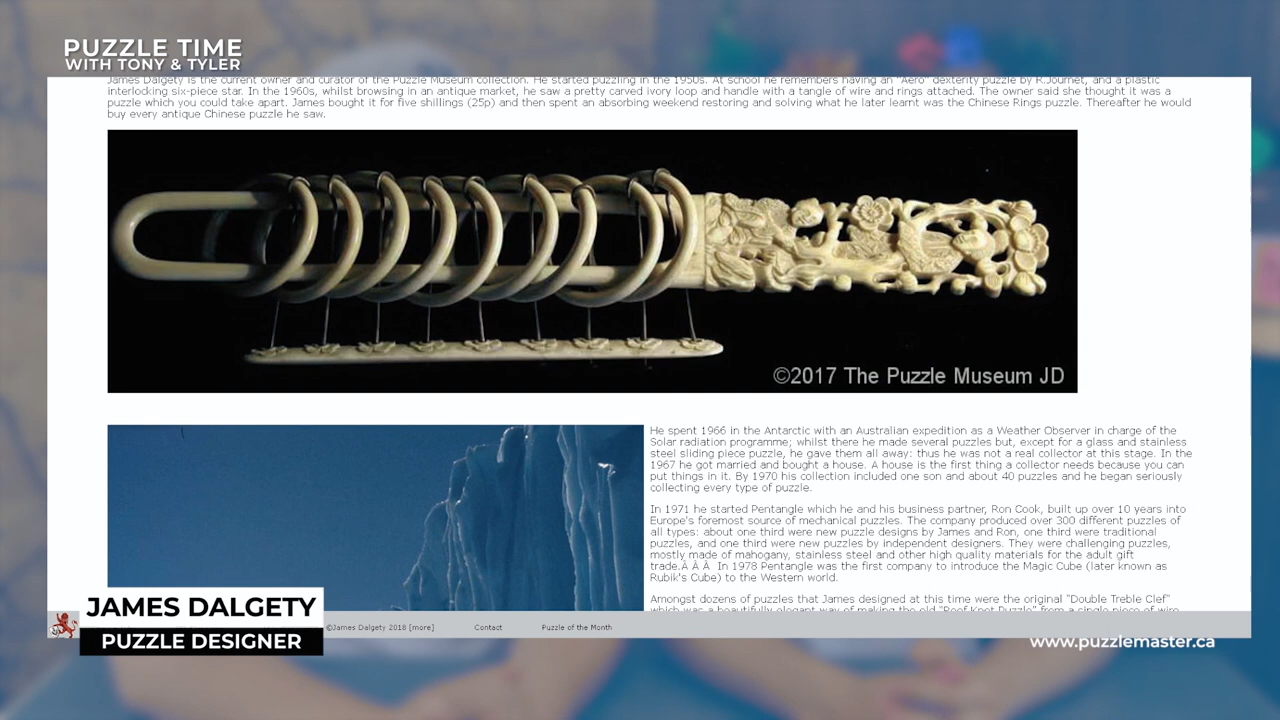 PUZZLE TIME
WITH TONY & TYLER
James Dalgety is the current owner and curator of the Puzzle Museum collection. He started puzzling in the 1950s. At school he remembers having an "Aero" dexterity puzzle by R.Journet, and a plastic
interlocking six-piece star. In the 1960s, whilst browsing in an antique market, he saw a pretty carved ivory loop and handle with a tangle of wire and rings attached. The owner said she thought it was a
puzzle which you could take apart. James bought it for five shillings (25p) and then spent an absorbing weekend restoring and solving what he later learnt was the Chinese Rings puzzle. Thereafter he would
buy every antique Chinese puzzle he saw.
©2017 The Puzzle Museum JD
He spent 1966 in the Antarctic with an Australian expedition as a Weather Observer in charge of the
Solar radiation programme; whilst there he made several puzzles but, except for a glass and stainless
steel sliding piece puzzle, he gave them all away: thus he was not a real collector at this stage. In the
1967 he got married and bought a house. A house is the first thing a collector needs because you can
put things in it. By 1970 his collection included one son and about 40 puzzles and he began seriously
collecting every type of puzzle.
In 1971 he started Pentangle which he and his business partner, Ron Cook, built up over 10 years into
Europe's foremost source of mechanical puzzles. The company produced over 300 different puzzles of
all types: about one third were new puzzle designs by James and Ron, one third were traditional
puzzles, and one third were new puzzles by independent designers. They were challenging puzzles,
mostly made of mahogany, stainless steel and other high quality materials for the adult gift
trade.Â Â Â In 1978 Pentangle was the first company to introduce the Magic Cube (later known as
Rubik's Cube) to the Western world.
Amongst dozens of puzzles that James designed at this time were the original "Double Treble Clef"
which was a beautifully elegant way of making the old "Reef Knot Puzzle" from a single piece of wire
JAMES DALGETY
PUZZLE DESIGNER
©James Dalgety 2018 [more]
Contact
Puzzle of the Month
www.puzzlemaster.ca